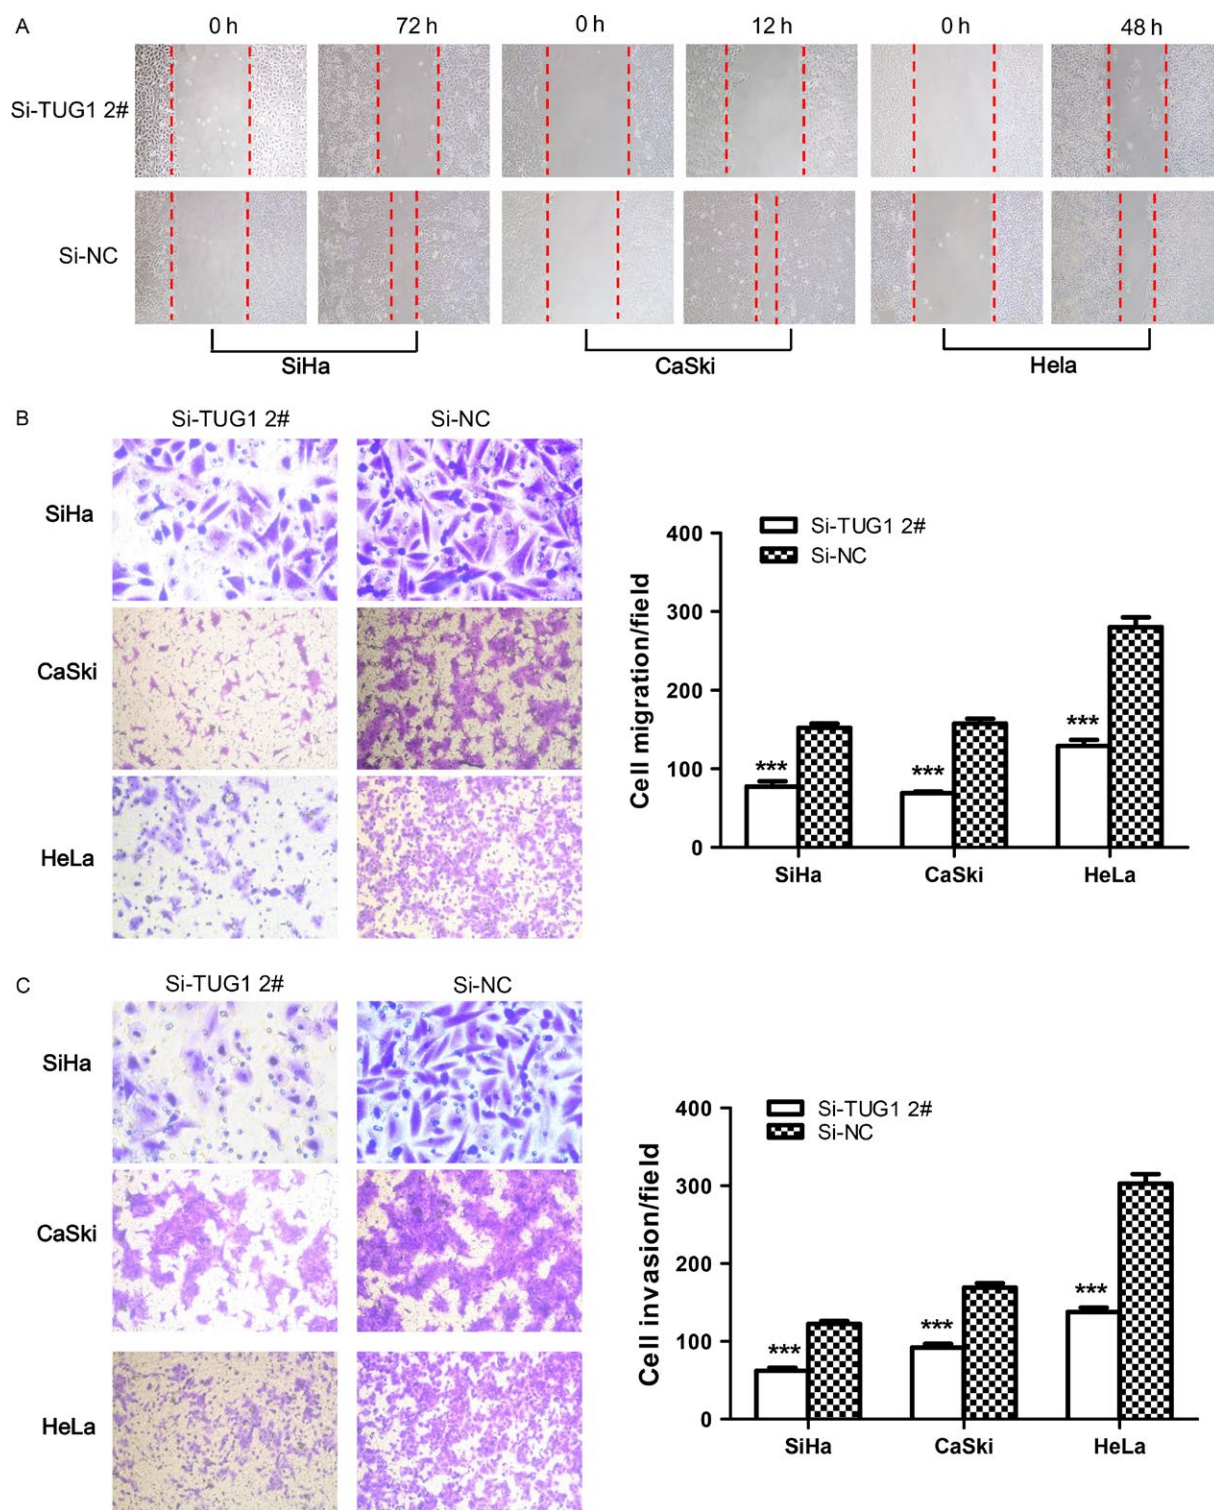 A
0 h 72 h 0 h 12 h 0 h 48 h
Si-TUG1 2#
Si-NC
SiHa CaSki Hela
B
Si-TUG1 2# Si-NC
SiHa
CaSki
HeLa
Si-TUG1 2#
Si-NC
Cell migration/field
400
300
200
100
0
***
***
***
SiHa CaSki HeLa
C
Si-TUG1 2# Si-NC
SiHa
CaSki
HeLa
Si-TUG1 2#
Si-NC
Cell invasion/field
400
300
200
100
0
***
***
***
SiHa CaSki HeLa